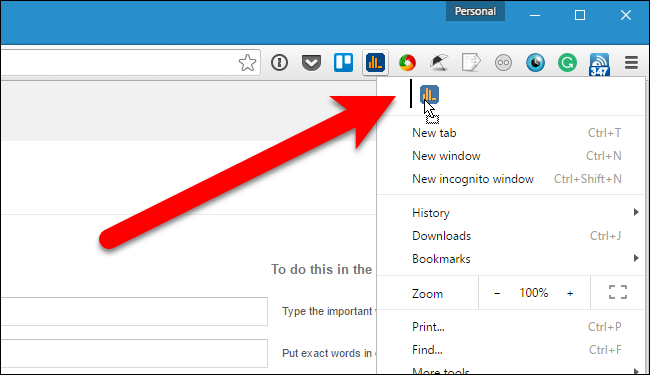 Personal
347
New tab Ctrl+T
New window Ctrl+N
New incognito window Ctrl+Shift+N
History
Downloads Ctrl+J
Bookmarks
To do this in the
Zoom − 100% +
Type the important
Print... Ctrl+P
Find... Ctrl+F
Put exact words in
More tools